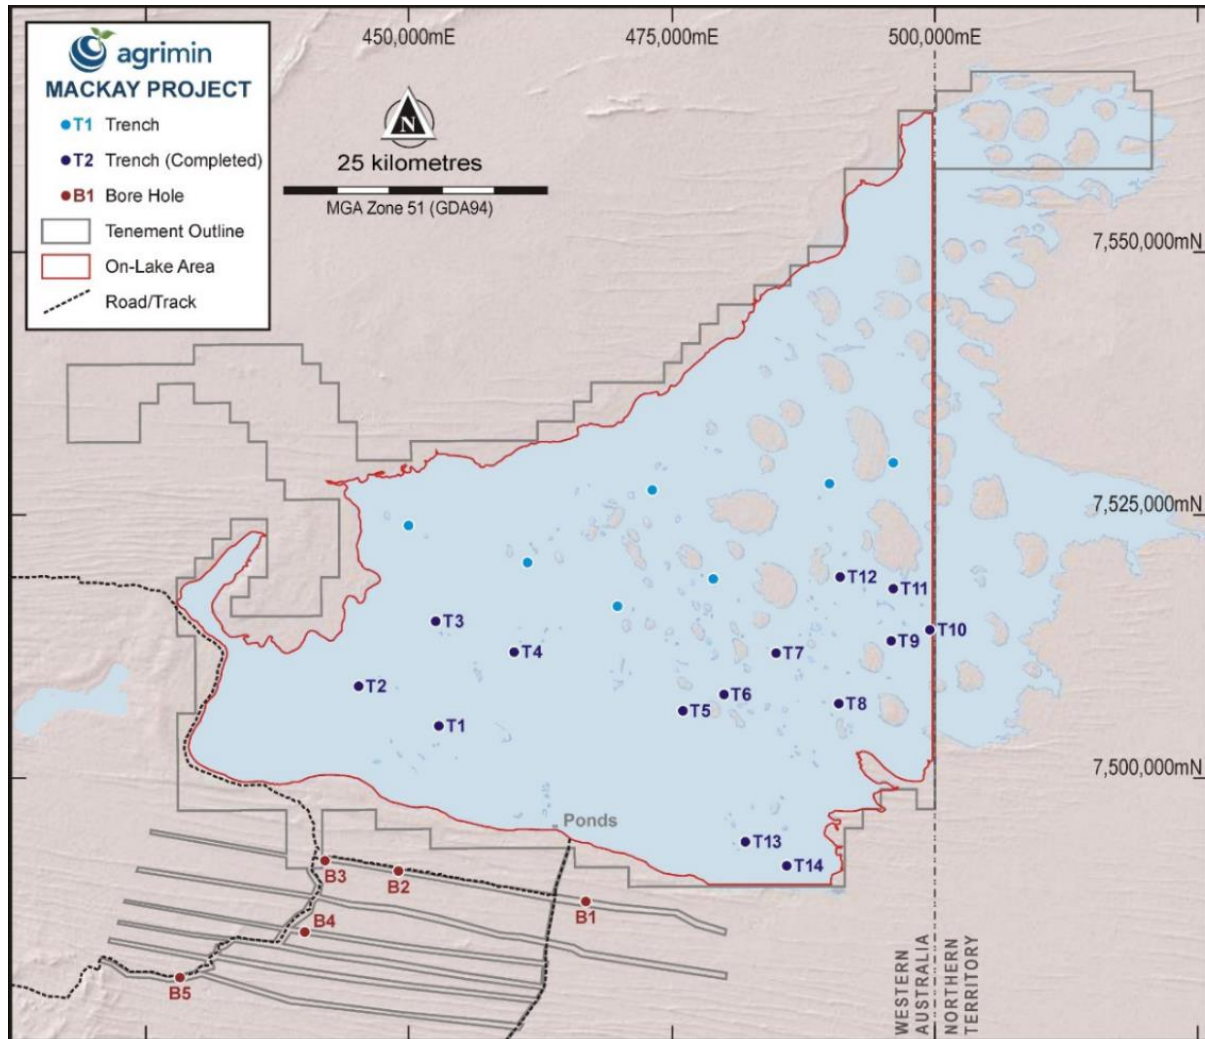 agrimin
MACKAY PROJECT
T1 Trench
T2 Trench (Completed)
B1 Bore Hole
Tenement Outline
On-Lake Area
Road/Track
450,000mE
475,000mE
500,000mE
N
25 kilometres
MGA Zone 51 (GDA94)
7,550,000mN
7,525,000mN
T12
T11
T3
T10
T4
T7
T9
T2
T6
T5
T8
T1
7,500,000mN
Ponds
T13
T14
B3
B2
B1
B4
B5
WESTERN
AUSTRALIA
NORTHERN
TERRITORY